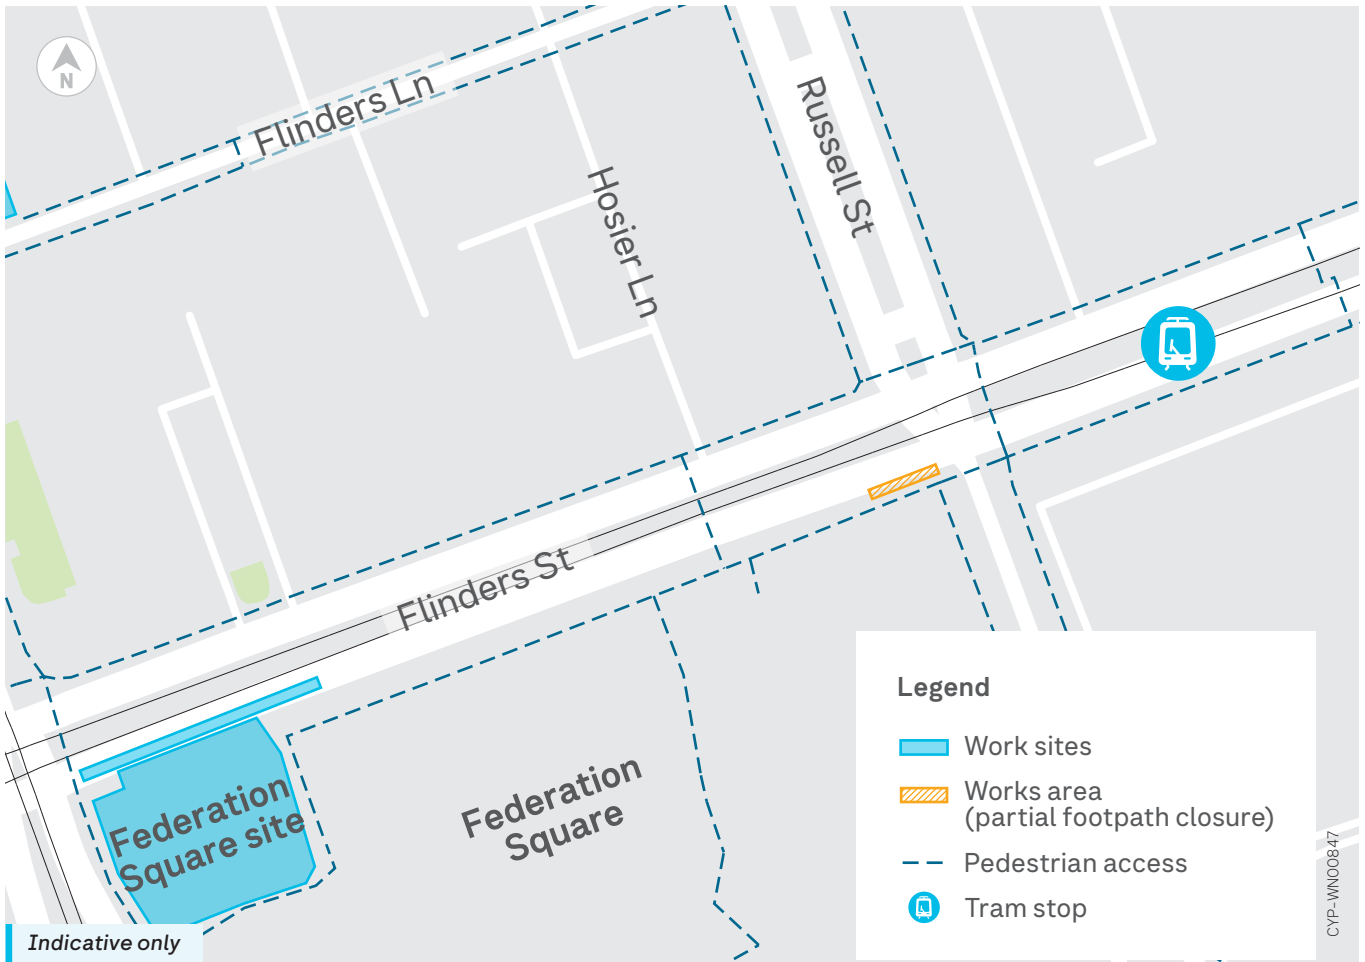 N
Flinders Ln
Russell St
Hosier Ln
Flinders St
Federation
Square site
Federation
Square
Legend
Work sites
Works area
(partial footpath closure)
Pedestrian access
Tram stop
CYP-WN00847
Indicative only